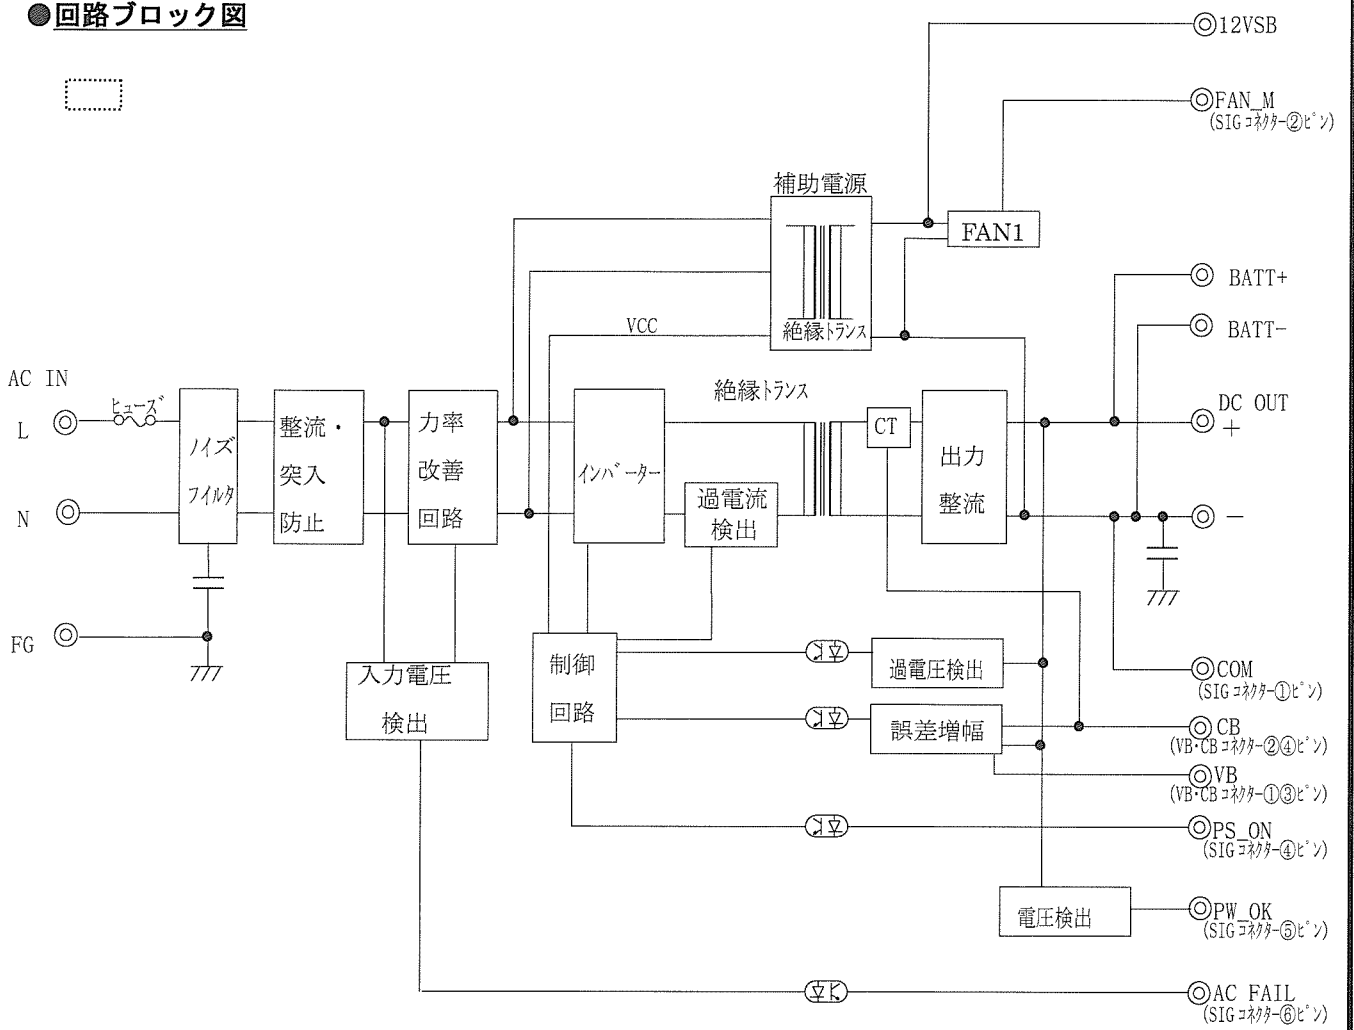 ●回路ブロック図
12VSB
FAN_M
(SIGコネクター②ピン)
補助電源
FAN1
絶縁トランス
BATT+
BATT-
VCC
AC IN
L
ヒューズ
N
FG
ノイズ
フイルタ
整流・
突入
防止
力率
改善
回路
インバーター
絶縁トランス
過電流
検出
CT
出力
整流
DC OUT
+
-
入力電圧
検出
制御
回路
過電圧検出
誤差増幅
COM
(SIGコネクター①ピン)
CB
(VB・CBコネクター②④ピン)
VB
(VB・CBコネクター①③ピン)
PS_ON
(SIGコネクター④ピン)
電圧検出
PW_OK
(SIGコネクター⑤ピン)
AC FAIL
(SIGコネクター⑥ピン)